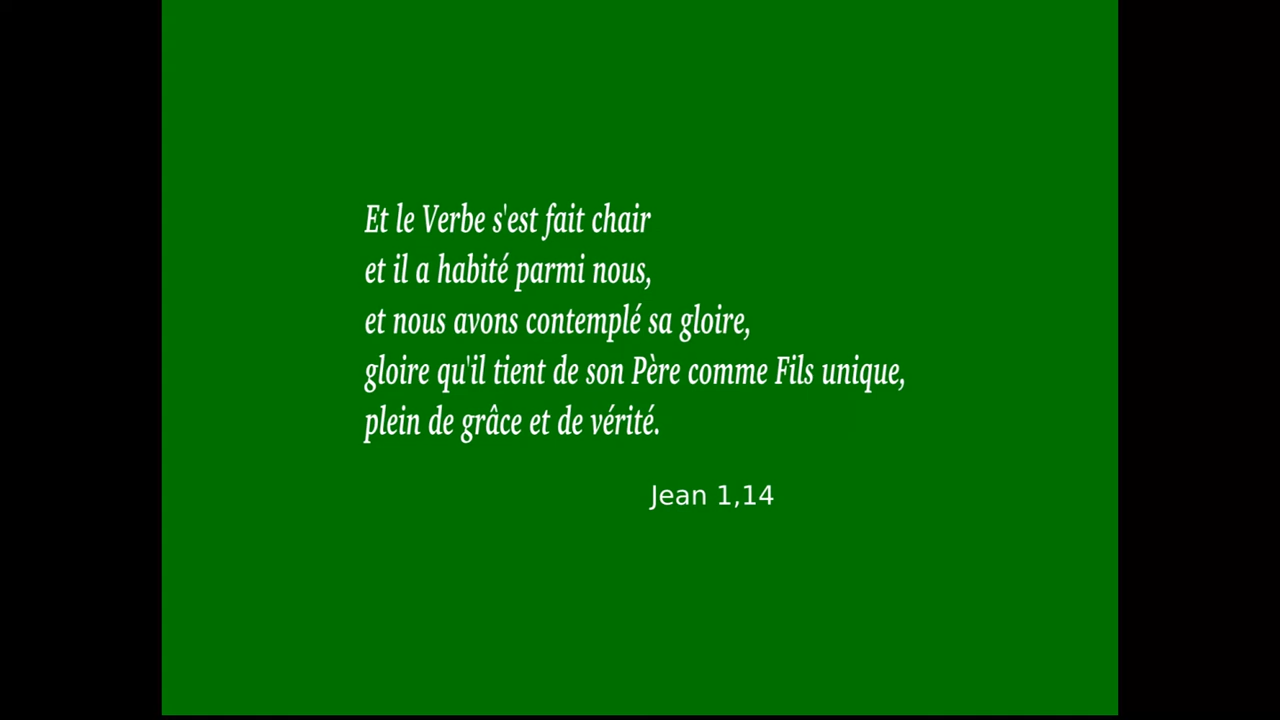 Et le Verbe s'est fait chair
et il a habité parmi nous,
et nous avons contemplé sa gloire,
gloire qu'il tient de son Père comme Fils unique,
plein de grâce et de vérité.
Jean 1,14